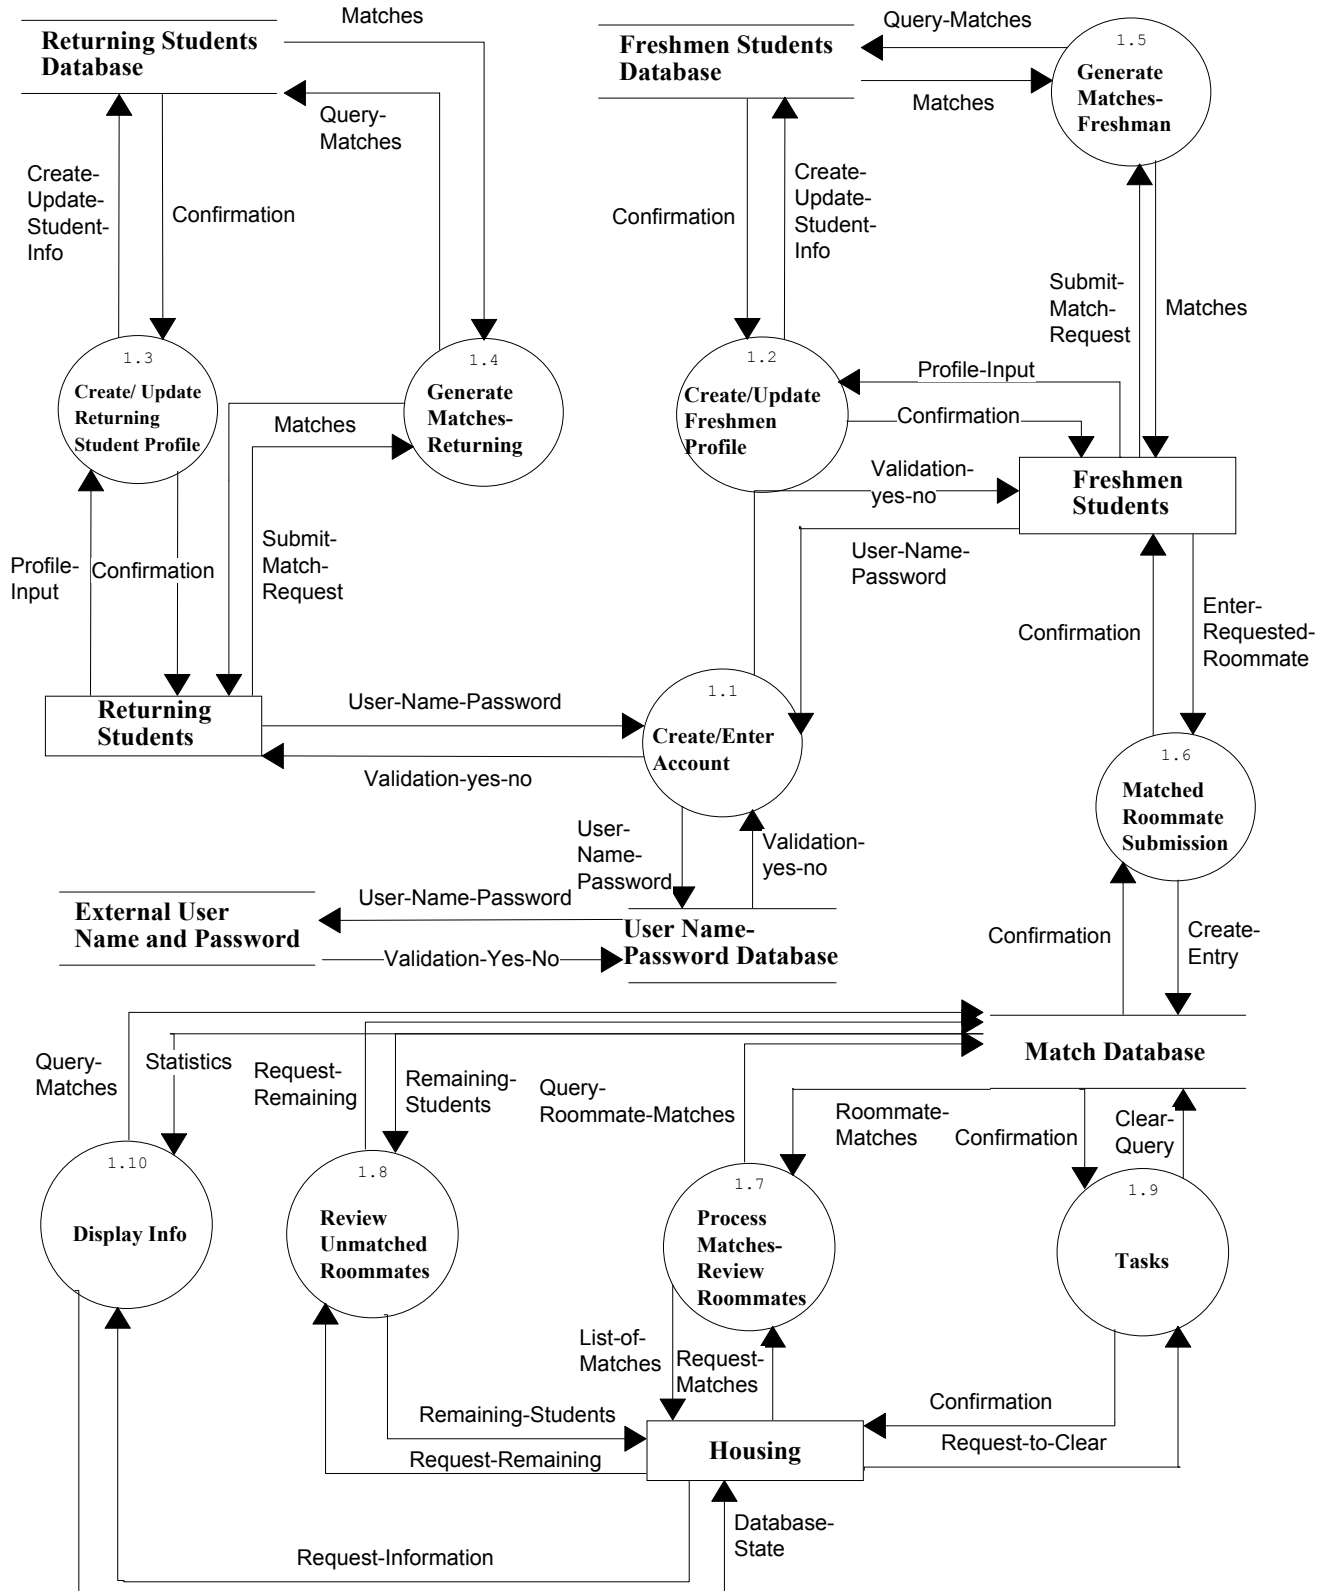 Matches
Returning Students
Database
Query-
Matches
Create-
Update-
Student-
Info
Confirmation
1.3
Create/ Update
Returning
Student Profile
1.4
Generate
Matches-
Returning
Matches
Submit-
Match-
Request
Profile-
Input
Confirmation
Returning
Students
Query-Matches
Freshmen Students
Database
1.5
Generate
Matches-
Freshman
Matches
Confirmation
Create-
Update-
Student-
Info
Submit-
Match-
Request
Matches
1.2
Create/Update
Freshmen
Profile
Profile-Input
Confirmation
Validation-
yes-no
Freshmen
Students
User-Name-
Password
Confirmation
Enter-
Requested-
Roommate
User-Name-Password
Validation-yes-no
1.1
Create/Enter
Account
1.6
Matched
Roommate
Submission
User-
Name-
Password
Validation-
yes-no
External User
Name and Password
User-Name-Password
Validation-Yes-No
User Name-
Password Database
Confirmation
Create-
Entry
Match Database
Query-
Matches
Statistics
Request-
Remaining
Remaining-
Students
Query-
Roommate-Matches
Roommate-
Matches
Confirmation
Clear-
Query
1.10
Display Info
1.8
Review
Unmatched
Roommates
1.7
Process
Matches-
Review
Roommates
1.9
Tasks
List-of-
Matches
Request-
Matches
Remaining-Students
Request-Remaining
Housing
Confirmation
Request-to-Clear
Request-Information
Database-
State